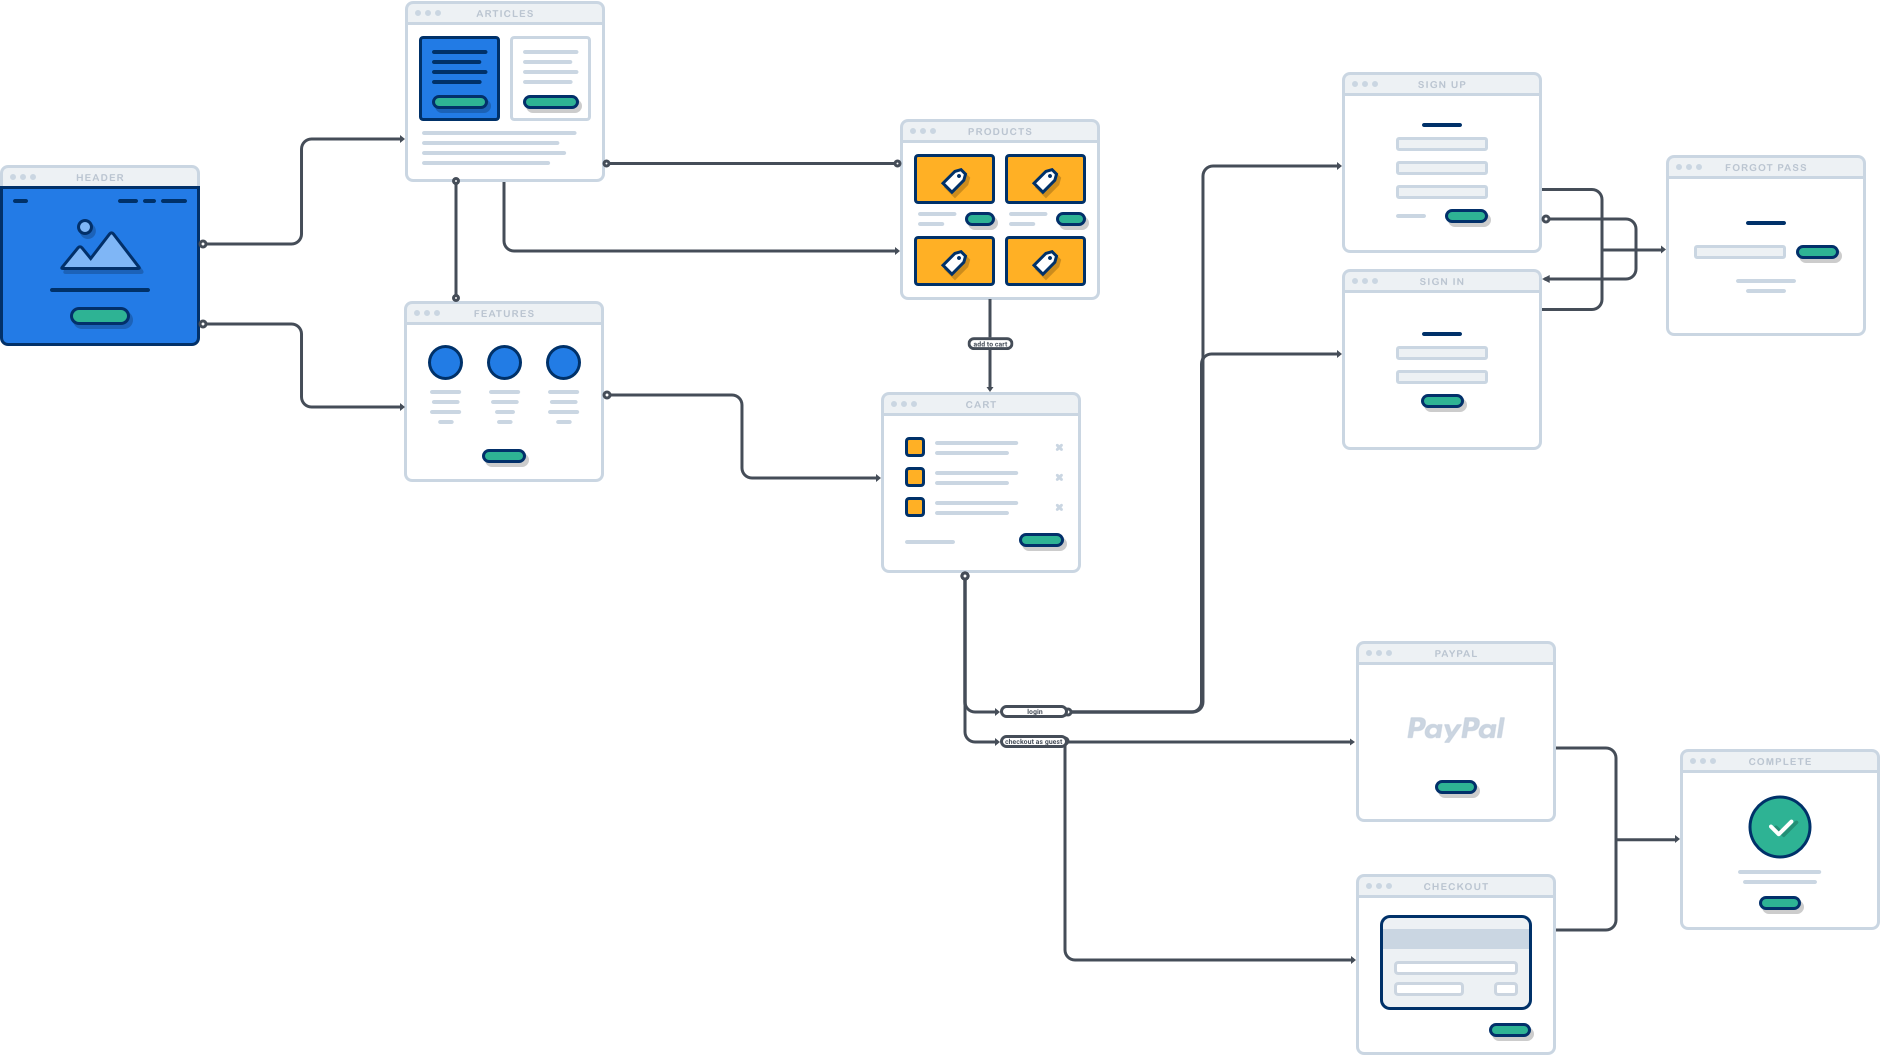 ARTICLES
SIGN UP
PRODUCTS
FORGOT PASS
HEADER
SIGN IN
FEATURES
add to cart
CART
PAYPAL
login
PayPal
checkout as guest
COMPLETE
CHECKOUT